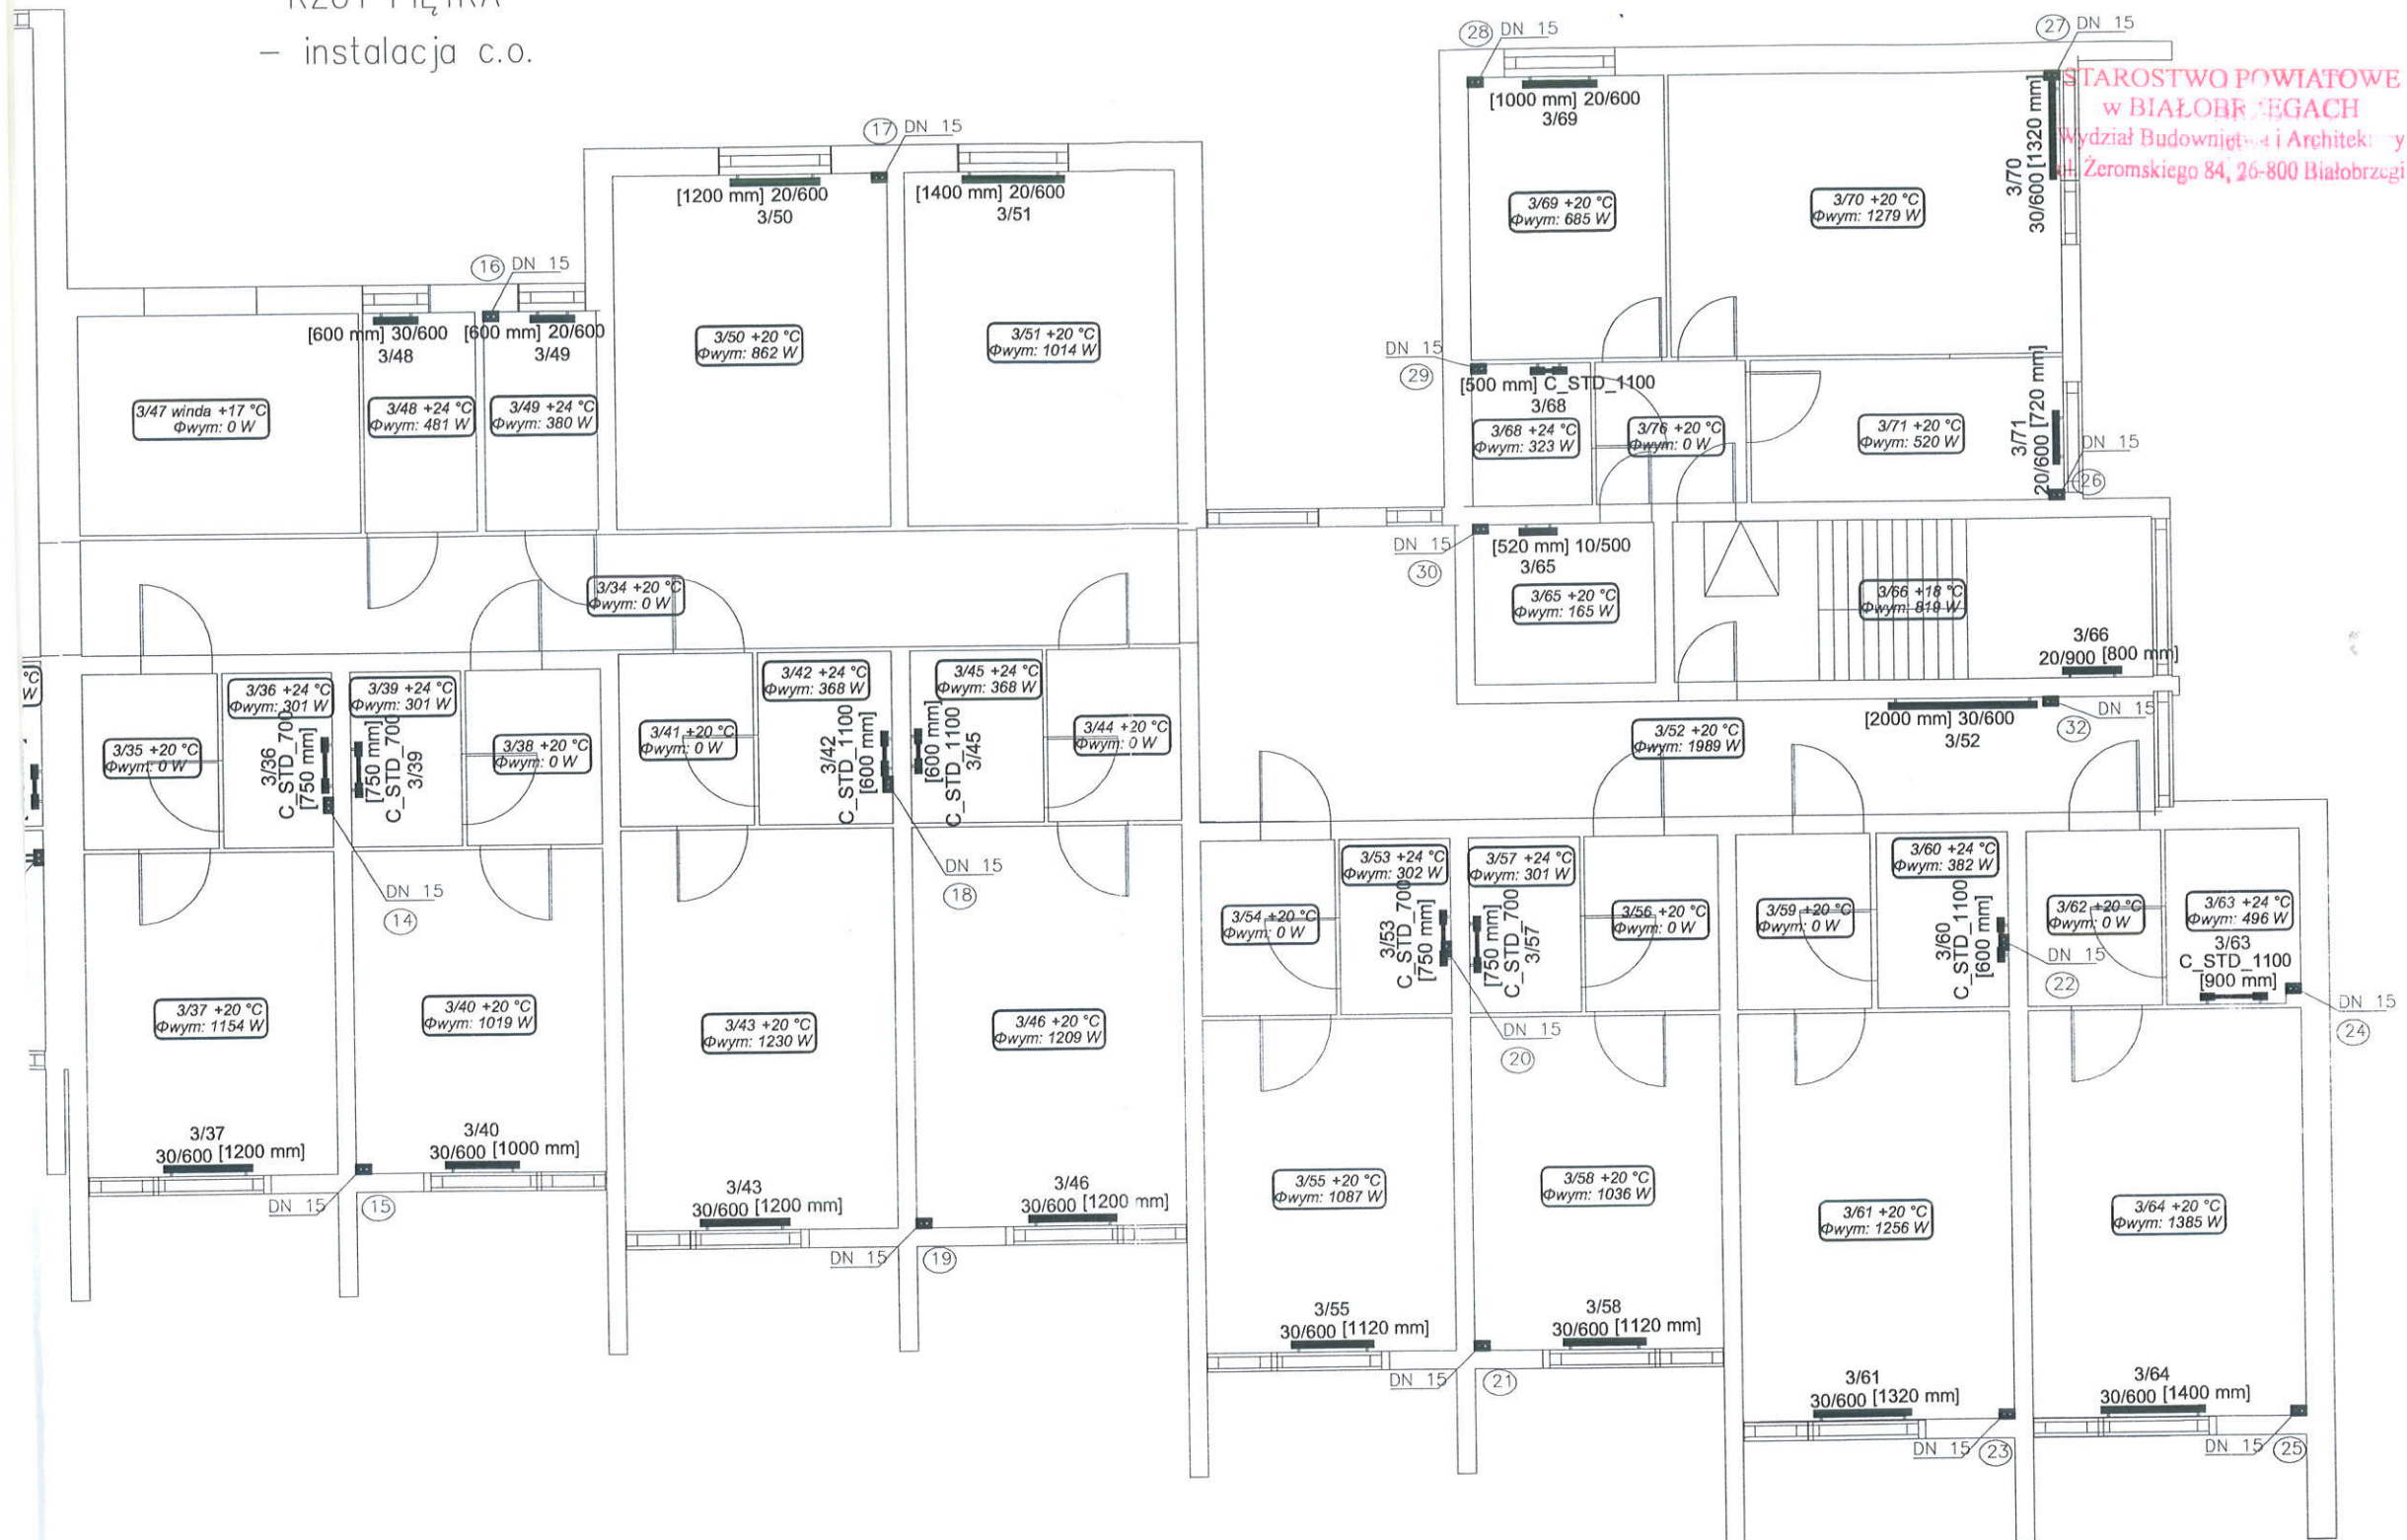 RZUT PIĘTRA
– instalacja c.o.
28 DN 15
27 DN 15
STAROSTWO POWIATOWE
w BIAŁOBRZEGACH
Wydział Budownictwa i Architektury
ul. Żeromskiego 84, 26-800 Białobrzegi
[1000 mm] 20/600
3/69
3/70
30/600 [1320 mm]
3/69 +20 °C
Φwym: 685 W
3/70 +20 °C
Φwym: 1279 W
17 DN 15
[1200 mm] 20/600
3/50
[1400 mm] 20/600
3/51
16 DN 15
[600 mm] 30/600
3/48
[600 mm] 20/600
3/49
3/50 +20 °C
Φwym: 862 W
3/51 +20 °C
Φwym: 1014 W
3/47 winda +17 °C
Φwym: 0 W
3/48 +24 °C
Φwym: 481 W
3/49 +24 °C
Φwym: 380 W
DN 15
29
[500 mm] C_STD_1100
3/68
3/68 +24 °C
Φwym: 323 W
3/76 +20 °C
Φwym: 0 W
3/71 +20 °C
Φwym: 520 W
3/71
20/600 [720 mm]
DN 15
26
DN 15
30
[520 mm] 10/500
3/65
3/65 +20 °C
Φwym: 165 W
3/66 +18 °C
Φwym: 819 W
3/66
20/900 [800 mm]
3/34 +20 °C
Φwym: 0 W
[2000 mm] 30/600
3/52
DN 15
32
3/52 +20 °C
Φwym: 1989 W
°C
W
3/35 +20 °C
Φwym: 0 W
3/36 +24 °C
Φwym: 301 W
3/36
C_STD_700
[750 mm]
3/39 +24 °C
Φwym: 301 W
[750 mm]
C_STD_700
3/39
3/38 +20 °C
Φwym: 0 W
3/41 +20 °C
Φwym: 0 W
3/42 +24 °C
Φwym: 368 W
3/42
C_STD_1100
[600 mm]
3/45 +24 °C
Φwym: 368 W
[600 mm]
C_STD_1100
3/45
3/44 +20 °C
Φwym: 0 W
DN 15
14
DN 15
18
3/54 +20 °C
Φwym: 0 W
3/53 +24 °C
Φwym: 302 W
3/53
C_STD_700
[750 mm]
3/57 +24 °C
Φwym: 301 W
[750 mm]
C_STD_700
3/57
3/56 +20 °C
Φwym: 0 W
3/59 +20 °C
Φwym: 0 W
3/60 +24 °C
Φwym: 382 W
3/60
C_STD_1100
[600 mm]
3/62 +20 °C
Φwym: 0 W
3/63 +24 °C
Φwym: 496 W
3/63
C_STD_1100
[900 mm]
DN 15
20
DN 15
22
DN 15
24
3/37 +20 °C
Φwym: 1154 W
3/40 +20 °C
Φwym: 1019 W
3/43 +20 °C
Φwym: 1230 W
3/46 +20 °C
Φwym: 1209 W
3/37
30/600 [1200 mm]
3/40
30/600 [1000 mm]
DN 15 15
3/43
30/600 [1200 mm]
3/46
30/600 [1200 mm]
DN 15 19
3/55 +20 °C
Φwym: 1087 W
3/58 +20 °C
Φwym: 1036 W
3/61 +20 °C
Φwym: 1256 W
3/64 +20 °C
Φwym: 1385 W
3/55
30/600 [1120 mm]
3/58
30/600 [1120 mm]
DN 15 21
3/61
30/600 [1320 mm]
3/64
30/600 [1400 mm]
DN 15 23
DN 15 25